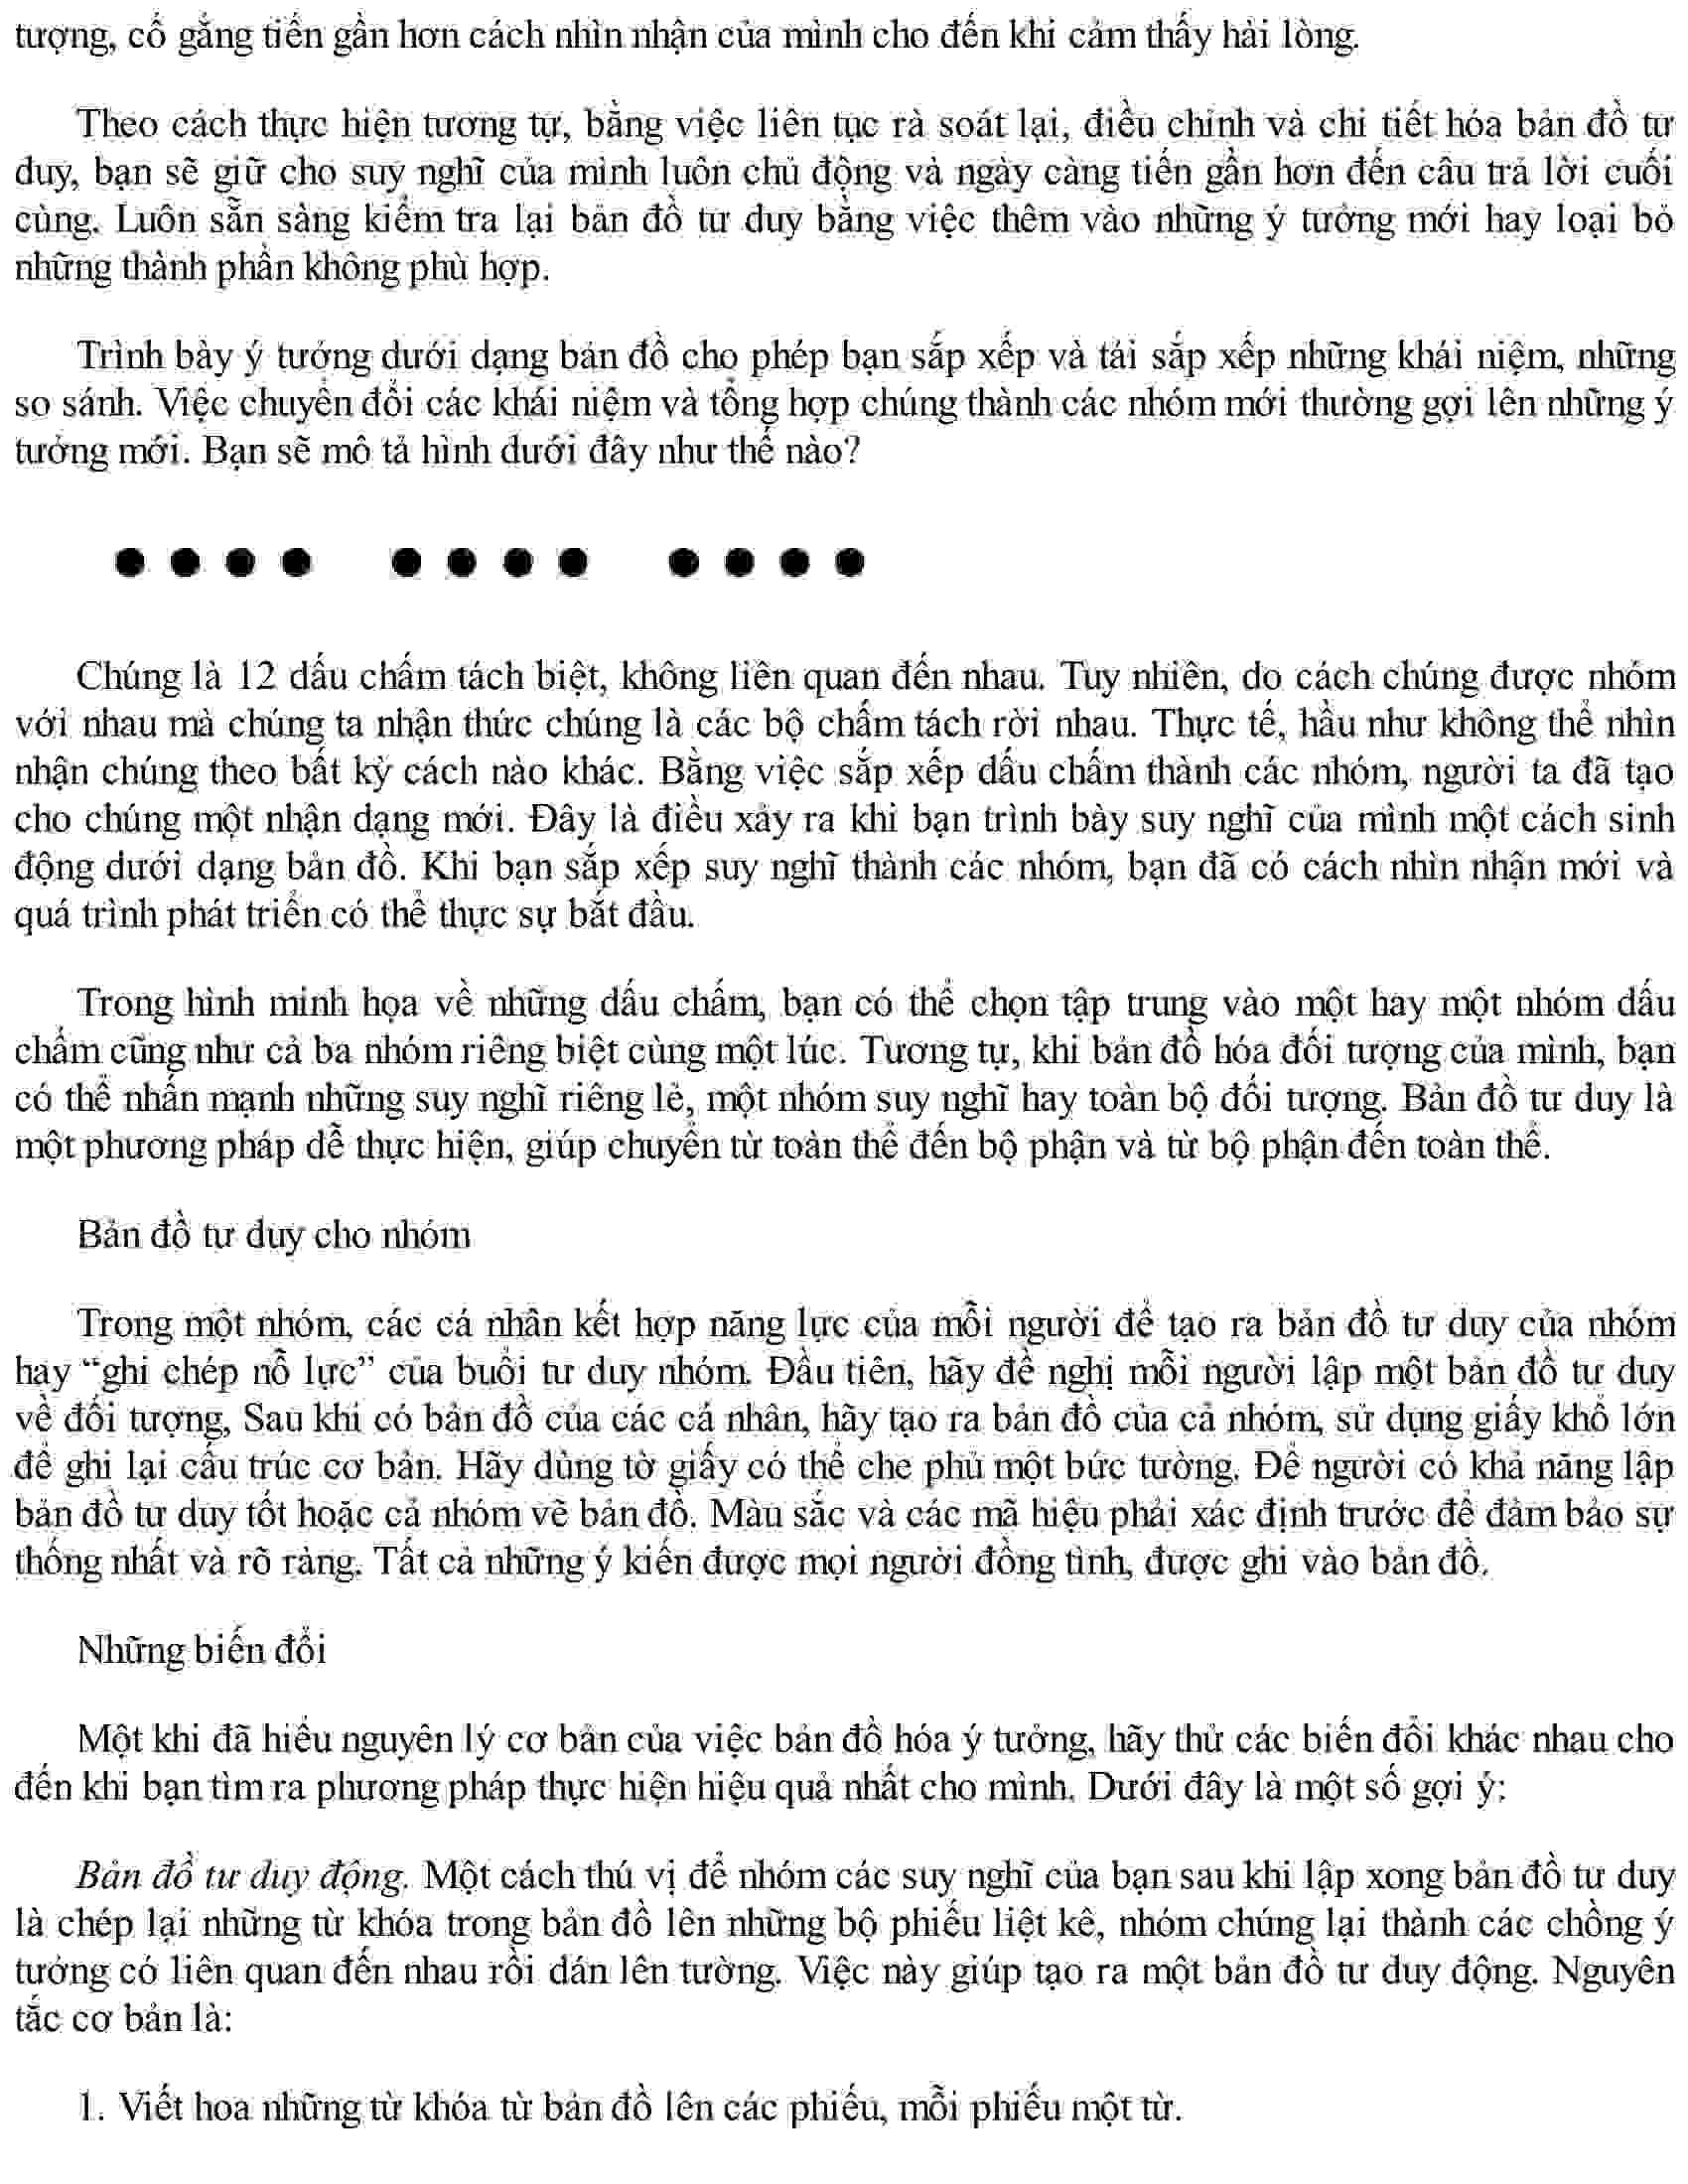 tượng, cố gắng tiến gần hơn cách nhìn nhận của mình cho đến khi cảm thấy hài lòng.
Theo cách thực hiện tương tự, bằng việc liên tục rà soát lại, điều chỉnh và chi tiết hóa bản đồ tư
duy, bạn sẽ giữ cho suy nghĩ của mình luôn chủ động và ngày càng tiến gần hơn đến câu trả lời cuối
cùng. Luôn sẵn sàng kiểm tra lại bản đồ tư duy bằng việc thêm vào những ý tưởng mới hay loại bỏ
những thành phần không phù hợp.
Trình bày ý tưởng dưới dạng bản đồ cho phép bạn sắp xếp và tái sắp xếp những khái niệm, những
so sánh. Việc chuyển đổi các khái niệm và tổng hợp chúng thành các nhóm mới thường gợi lên những ý
tưởng mới. Bạn sẽ mô tả hình dưới đây như thế nào?
Chúng là 12 dấu chấm tách biệt, không liên quan đến nhau. Tuy nhiên, do cách chúng được nhóm
với nhau mà chúng ta nhận thức chúng là các bộ chấm tách rời nhau. Thực tế, hầu như không thể nhìn
nhận chúng theo bất kỳ cách nào khác. Bằng việc sắp xếp dấu chấm thành các nhóm, người ta đã tạo
cho chúng một nhận dạng mới. Đây là điều xảy ra khi bạn trình bày suy nghĩ của mình một cách sinh
động dưới dạng bản đồ. Khi bạn sắp xếp suy nghĩ thành các nhóm, bạn đã có cách nhìn nhận mới và
quá trình phát triển có thể thực sự bắt đầu.
Trong hình minh họa về những dấu chấm, bạn có thể chọn tập trung vào một hay một nhóm dấu
chấm cũng như cả ba nhóm riêng biệt cùng một lúc. Tương tự, khi bản đồ hóa đối tượng của mình, bạn
có thể nhấn mạnh những suy nghĩ riêng lẻ, một nhóm suy nghĩ hay toàn bộ đối tượng. Bản đồ tư duy là
một phương pháp dễ thực hiện, giúp chuyển từ toàn thể đến bộ phận và từ bộ phận đến toàn thể.
Bản đồ tư duy cho nhóm
Trong một nhóm, các cá nhân kết hợp năng lực của mỗi người để tạo ra bản đồ tư duy của nhóm
hay “ghi chép nỗ lực” của buổi tư duy nhóm. Đầu tiên, hãy đề nghị mỗi người lập một bản đồ tư duy
về đối tượng, Sau khi có bản đồ của các cá nhân, hãy tạo ra bản đồ của cả nhóm, sử dụng giấy khổ lớn
để ghi lại cấu trúc cơ bản. Hãy dùng tờ giấy có thể che phủ một bức tường. Để người có khả năng lập
bản đồ tư duy tốt hoặc cả nhóm vẽ bản đồ. Màu sắc và các mã hiệu phải xác định trước để đảm bảo sự
thống nhất và rõ ràng. Tất cả những ý kiến được mọi người đồng tình, được ghi vào bản đồ.
Những biến đổi
Một khi đã hiểu nguyên lý cơ bản của việc bản đồ hóa ý tưởng, hãy thử các biến đổi khác nhau cho
đến khi bạn tìm ra phương pháp thực hiện hiệu quả nhất cho mình. Dưới đây là một số gợi ý:
Bản đồ tư duy động. Một cách thú vị để nhóm các suy nghĩ của bạn sau khi lập xong bản đồ tư duy
là chép lại những từ khóa trong bản đồ lên những bộ phiếu liệt kê, nhóm chúng lại thành các chồng ý
tưởng có liên quan đến nhau rồi dán lên tường. Việc này giúp tạo ra một bản đồ tư duy động. Nguyên
tắc cơ bản là:
1. Viết hoa những từ khóa từ bản đồ lên các phiếu, mỗi phiếu một từ.